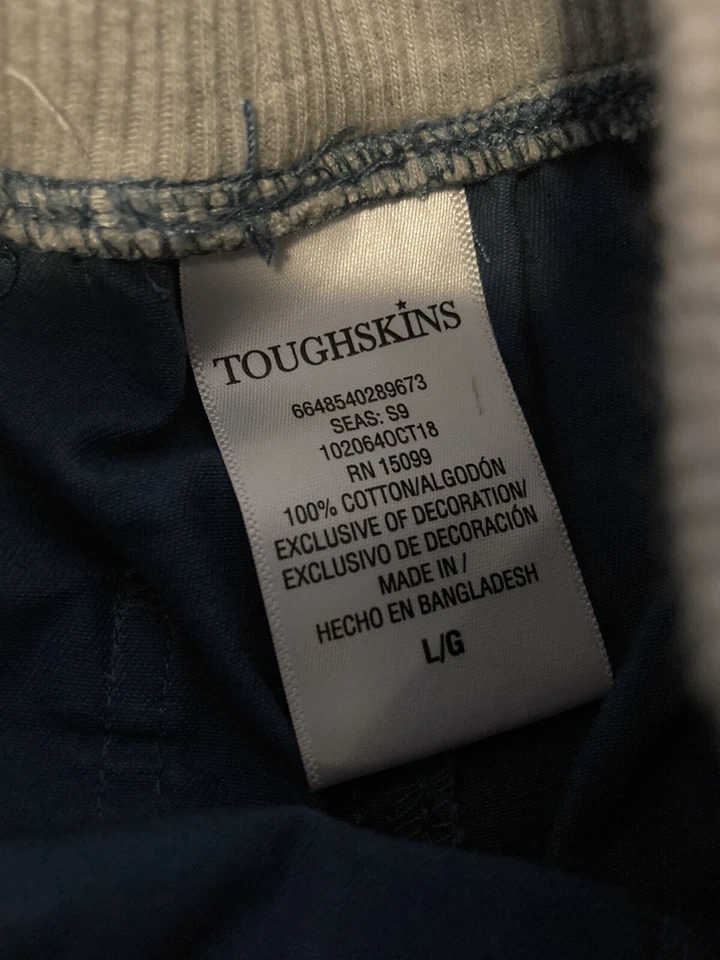 TOUGHSKINS
6648540289673
SEAS: S9
102064OCT18
RN 15099
100% COTTON/ALGODÓN
EXCLUSIVE OF DECORATION/
EXCLUSIVO DE DECORACIÓN
MADE IN /
HECHO EN BANGLADESH
L/G